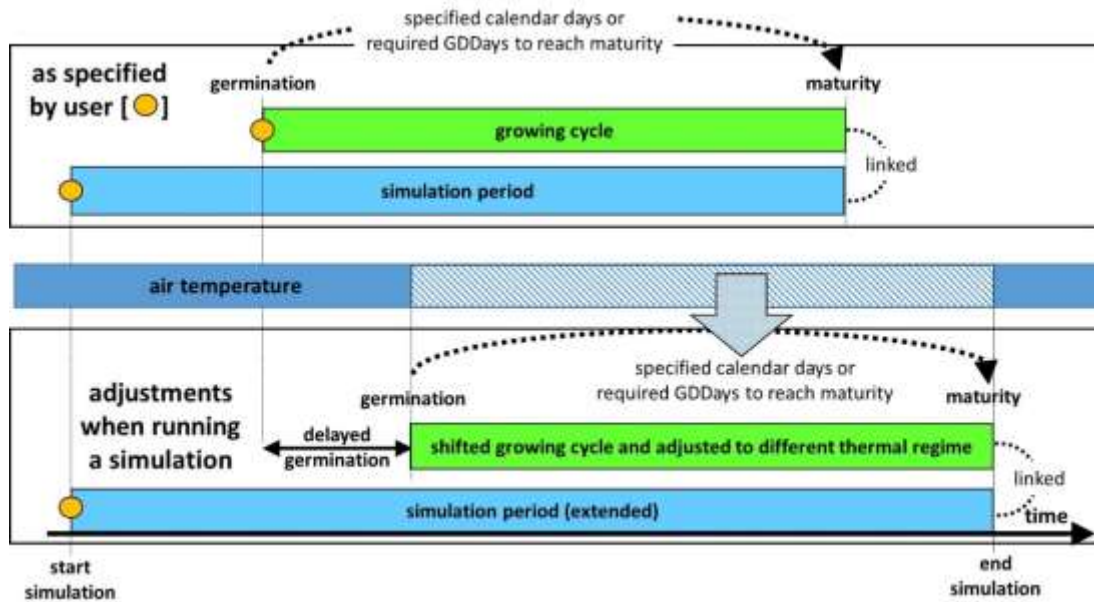 specified calendar days or
required GDDays to reach maturity
as specified
by user [ ]
germination
maturity
growing cycle
linked
simulation period
air temperature
specified calendar days or
required GDDays to reach maturity
adjustments
when running
a simulation
germination
maturity
delayed
germination
shifted growing cycle and adjusted to different thermal regime
linked
simulation period (extended)
time
start
simulation
end
simulation